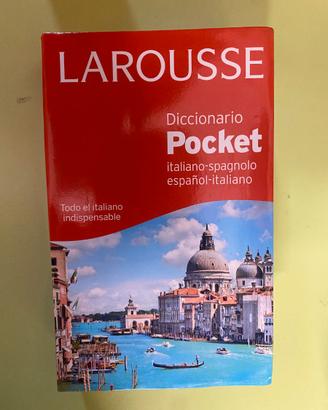 LAROUSSE
Diccionario
Pocket
italiano-spagnolo
español-italiano
Todo el italiano
indispensable